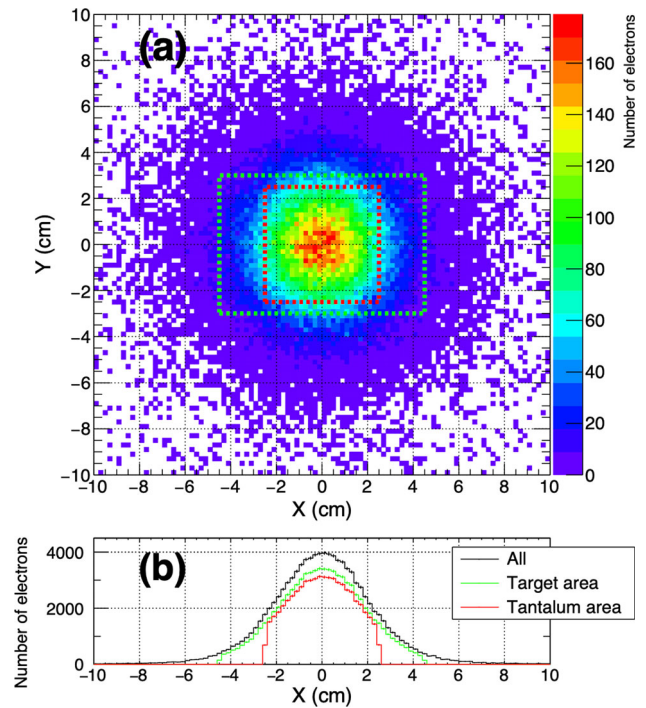 (a)
Y (cm)
10
8
6
4
2
0
−2
−4
−6
−8
−10
−10 −8 −6 −4 −2 0 2 4 6 8 10
X (cm)
Number of electrons
160
140
120
100
80
60
40
20
0
(b)
Number of electrons
4000
2000
0
All
Target area
Tantalum area
−10 −8 −6 −4 −2 0 2 4 6 8 10
X (cm)